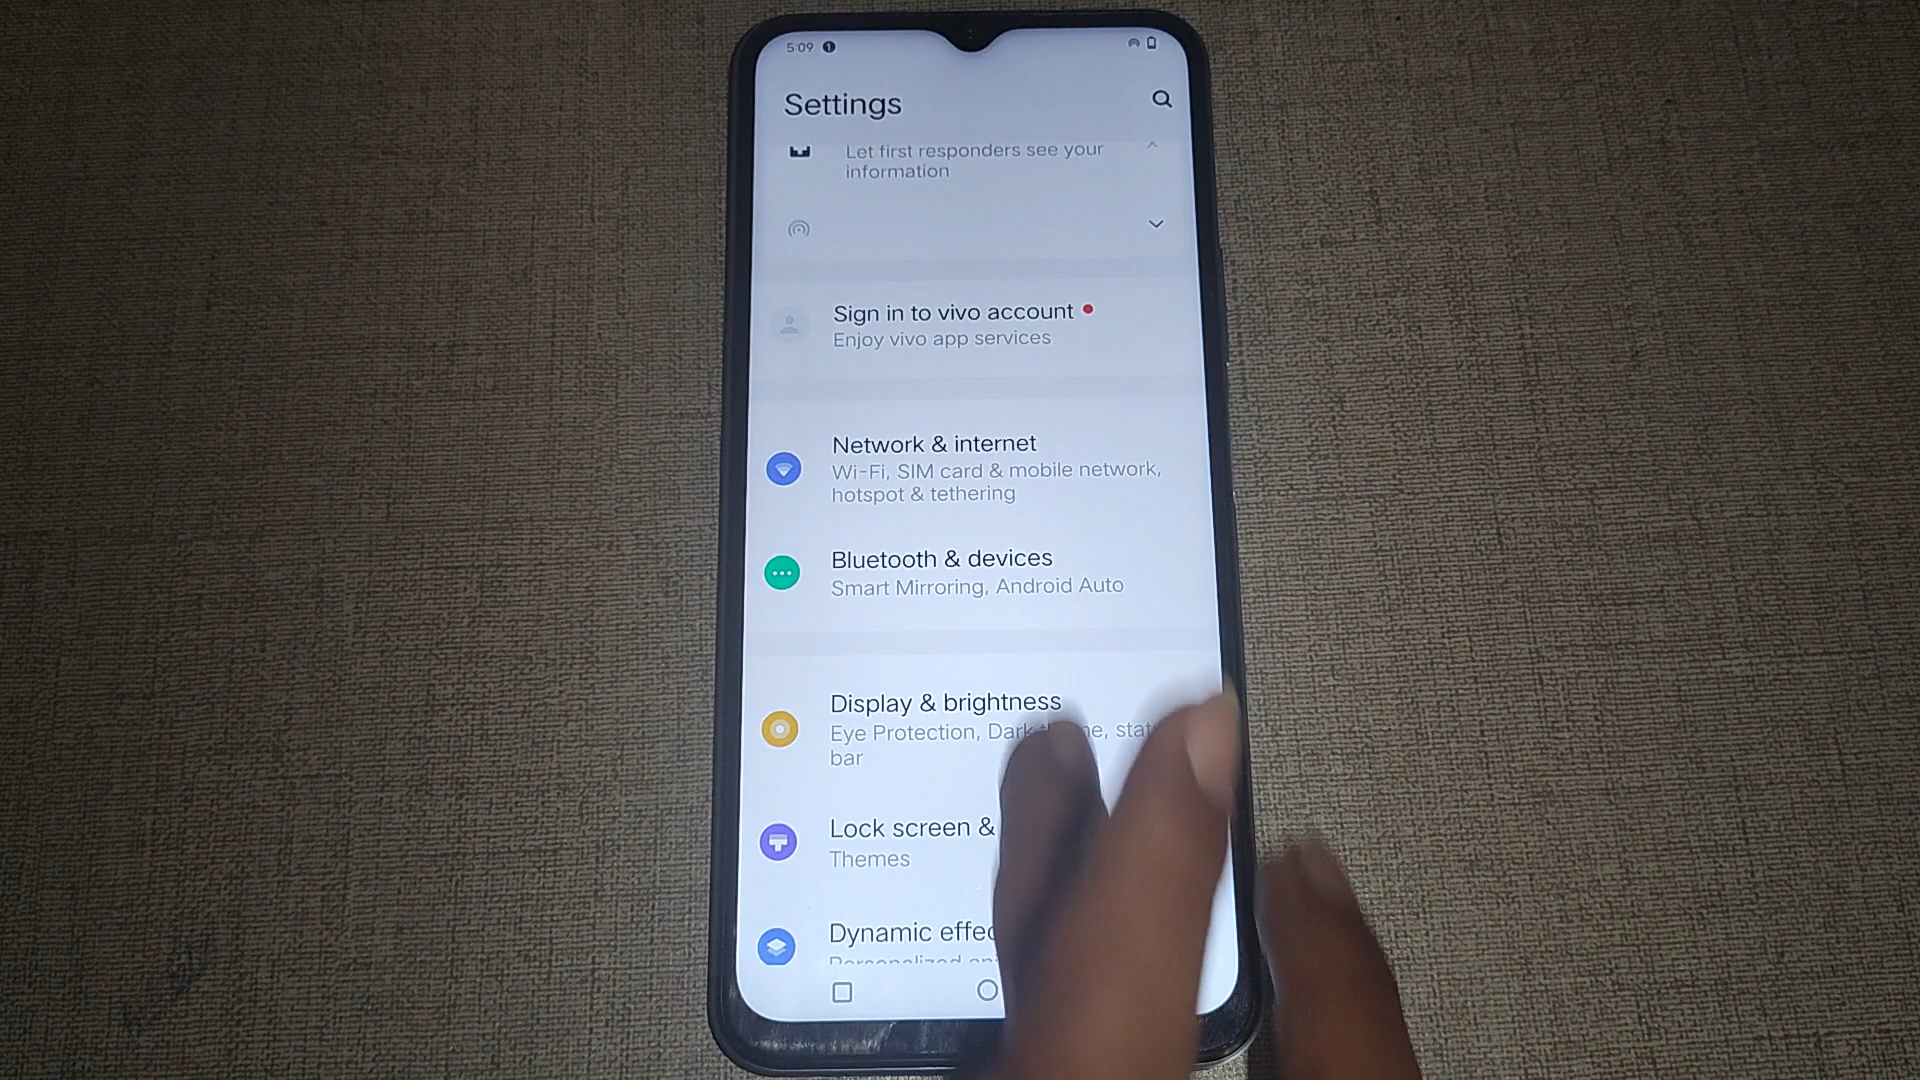 5:09
Settings
Let first responders see your
information
Sign in to vivo account
Enjoy vivo app services
Network & internet
Wi-Fi, SIM card & mobile network,
hotspot & tethering
Bluetooth & devices
Smart Mirroring, Android Auto
Display & brightness
Eye Protection, Dark
bar
Lock screen &
Themes
Dynamic